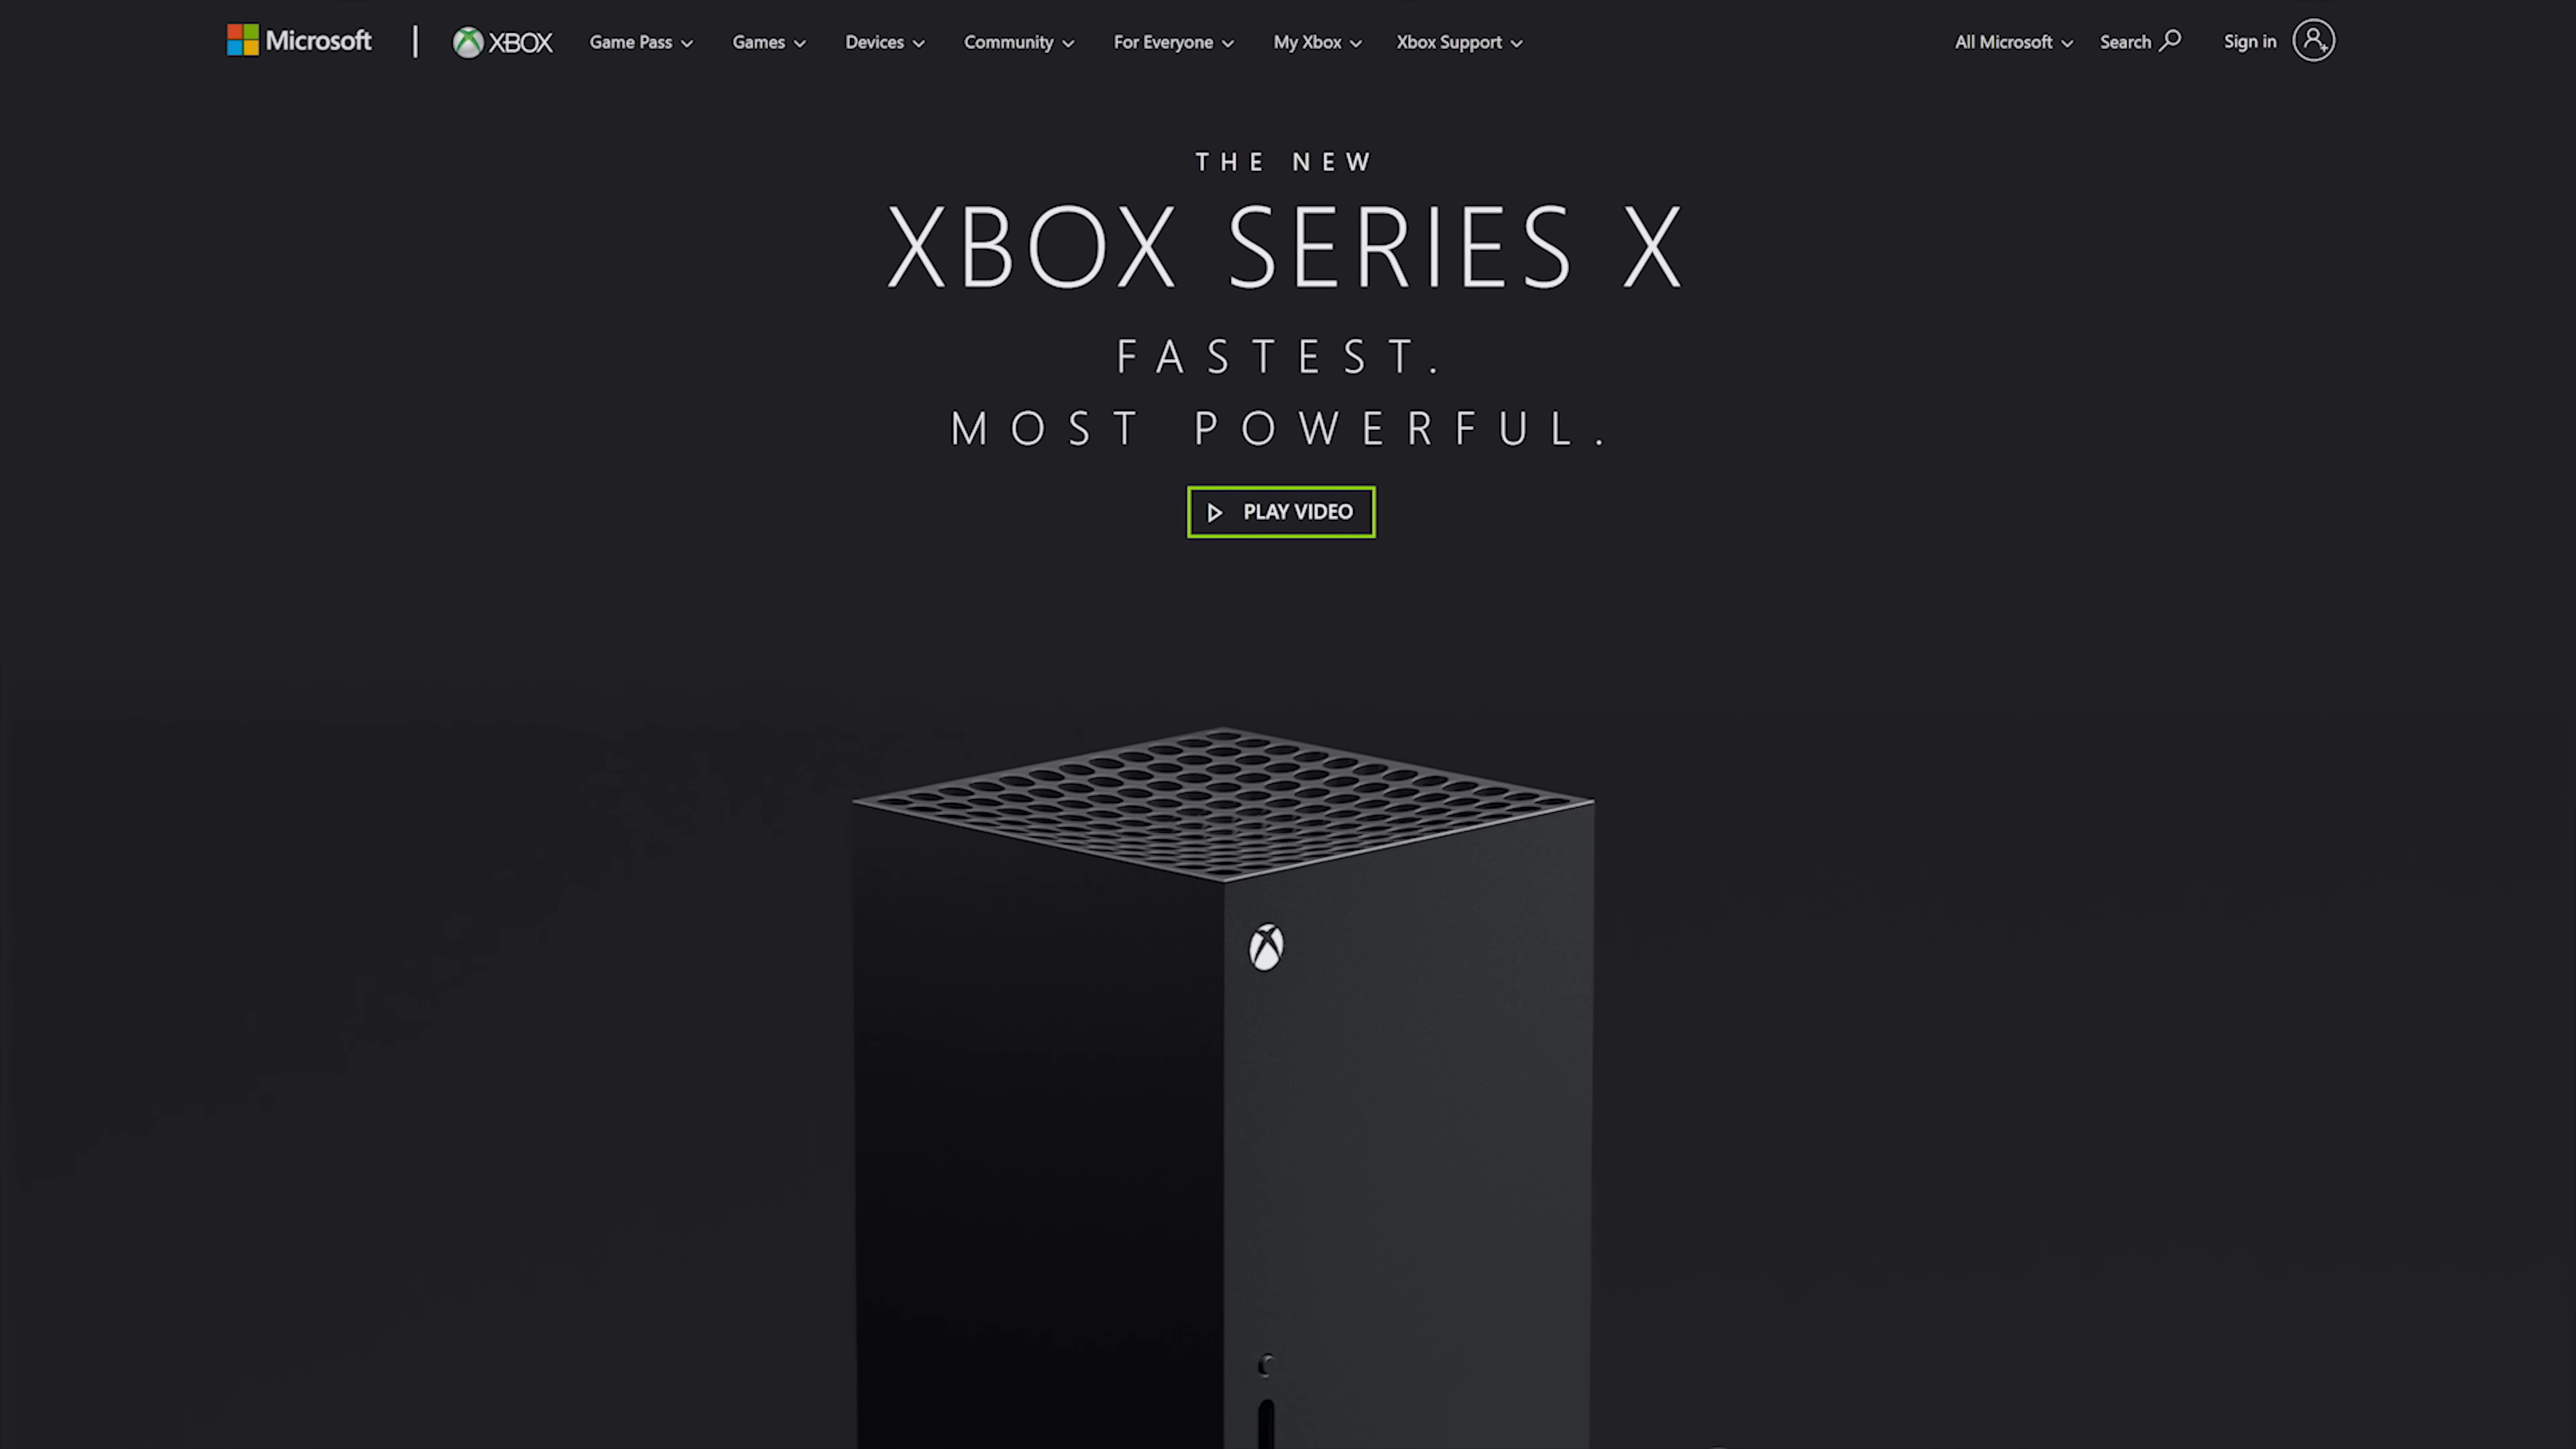 Microsoft XBOX Game Pass Games Devices Community For Everyone My Xbox Xbox Support All Microsoft Search Sign in
THE NEW
XBOX SERIES X
FASTEST.
MOST POWERFUL.
PLAY VIDEO